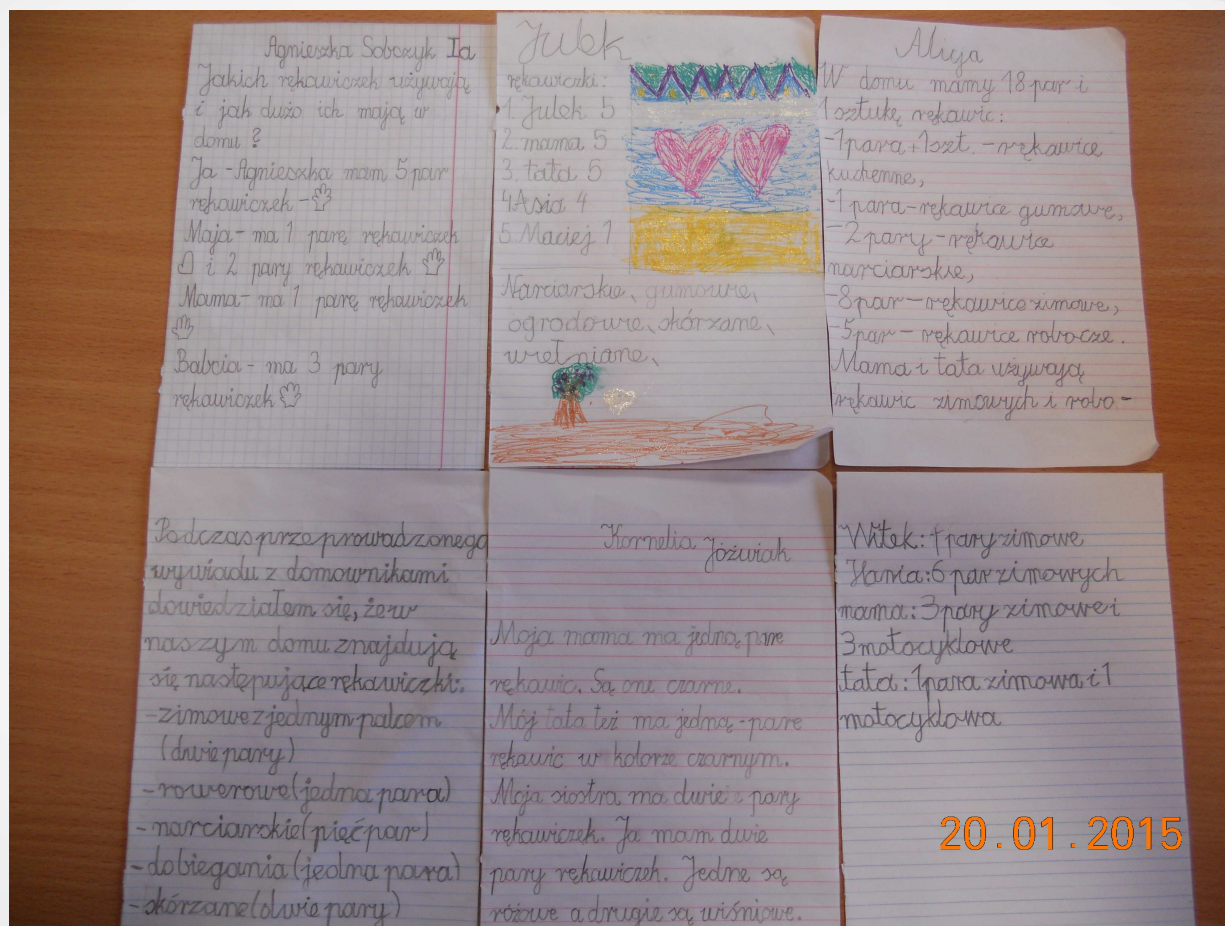 Agnieszka Sobczyk Ia
Jakich rękawiczek używają
i jak dużo ich mają w
domu?
Ja - Agnieszka mam 5 par
rękawiczek -
Maja - ma 1 parę rękawiczek
i 2 pary rękawiczek
Mama - ma 1 parę rękawiczek
Babcia - ma 3 pary
rękawiczek
Julek
rękawiczki:
1. Julek 5
2. mama 5
3. tata 5
4 Asia 4
5. Maciej 1
Narciarskie, gumowe,
ogrodowe, skórzane,
wełniane,
Alicja
W domu mamy 18 par i
1 sztukę rękawic:
-1 para + 1 szt. - rękawice
kuchenne,
-1 para - rękawice gumowe,
-2 pary - rękawice
narciarskie,
-8 par - rękawice zimowe,
-5 par - rękawice robocze.
Mama i tata używają
rękawic zimowych i robo-
Podczas przeprowadzonego
wywiadu z domownikami
dowiedziałem się, że w
naszym domu znajdują
się następujące rękawiczki:
-zimowe z jednym palcem
(dwie pary)
-rowerowe (jedna para)
-narciarskie (pięć par)
-do biegania (jedna para)
-skórzane (dwie pary)
Kornelia Jóźwiak
Moja mama ma jedną parę
rękawic. Są one czarne.
Mój tata też ma jedną - parę
rękawic w kolorze czarnym.
Moja siostra ma dwie pary
rękawiczek. Ja mam dwie
pary rękawiczek. Jedne są
różowe a drugie są wiśniowe.
Witek: pary zimowe
Hania: 6 par zimowych
mama: 3 pary zimowe i
3 motocyklowe
tata: 1 para zimowa i 1
motocyklowa
20.01.2015